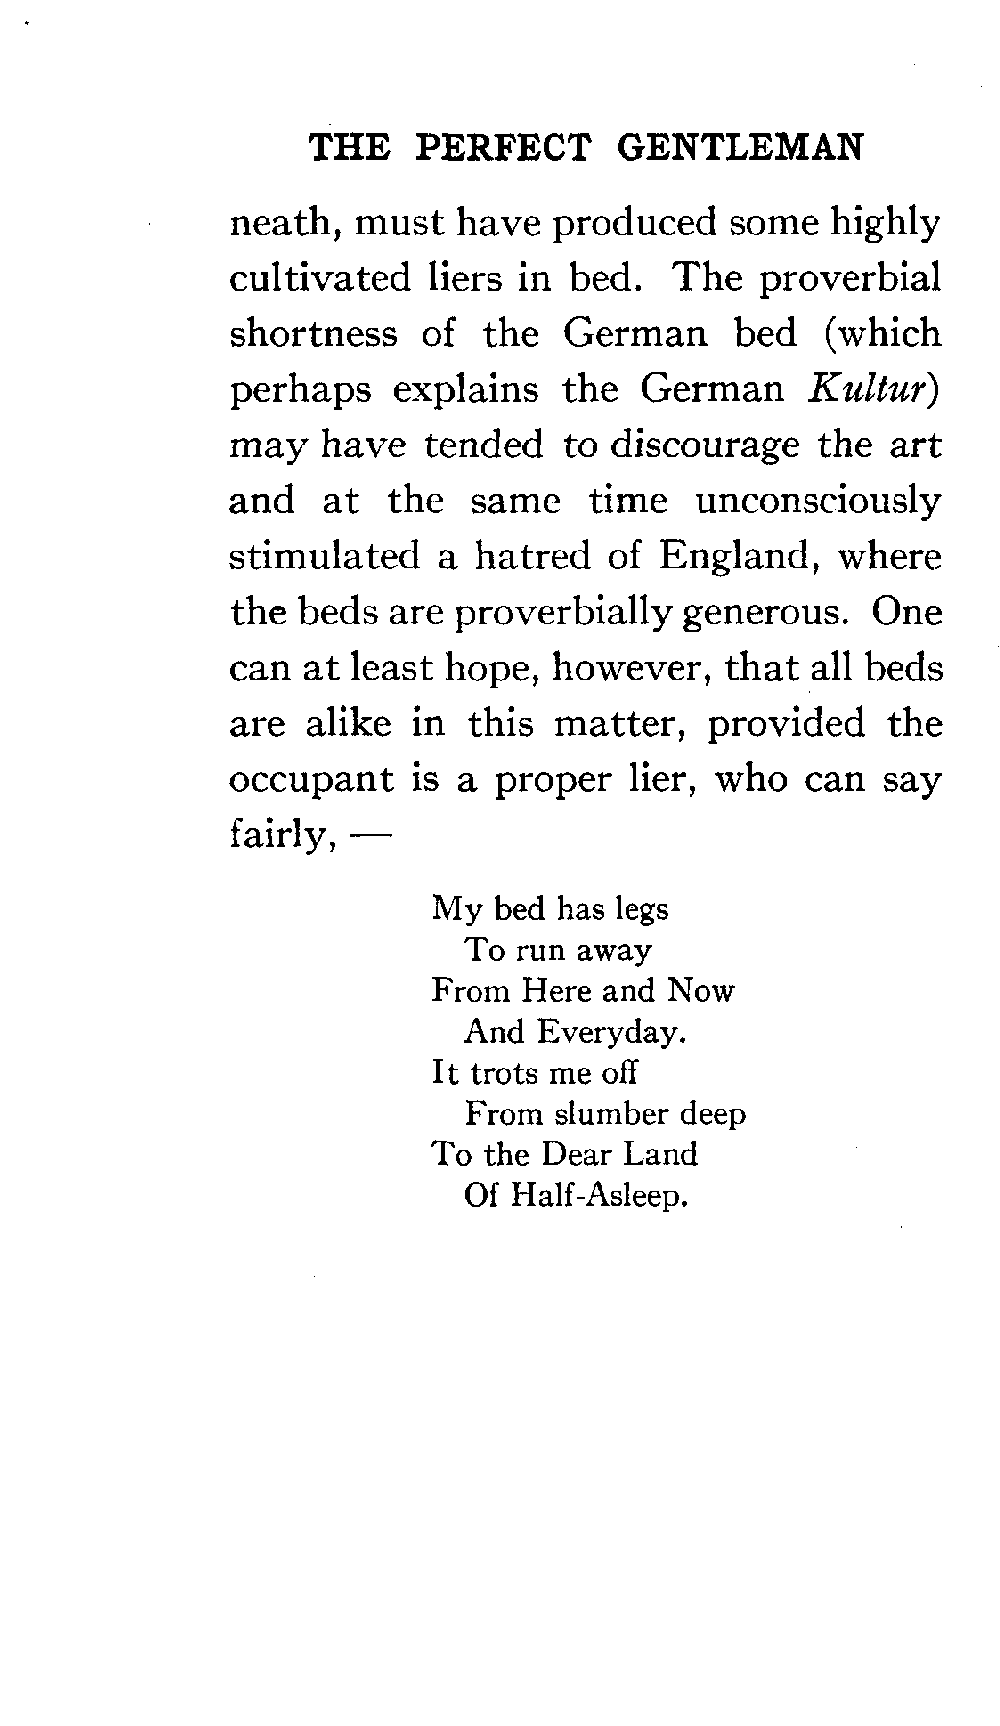 THE PERFECT GENTLEMAN
neath, must have produced some highly
cultivated liers in bed. The proverbial
shortness of the German bed (which
perhaps explains the German Kultur)
may have tended to discourage the art
and at the same time unconsciously
stimulated a hatred of England, where
the beds are proverbially generous. One
can at least hope, however, that all beds
are alike in this matter, provided the
occupant is a proper lier, who can say
fairly, —
My bed has legs
To run away
From Here and Now
And Everyday.
It trots me off
From slumber deep
To the Dear Land
Of Half-Asleep.